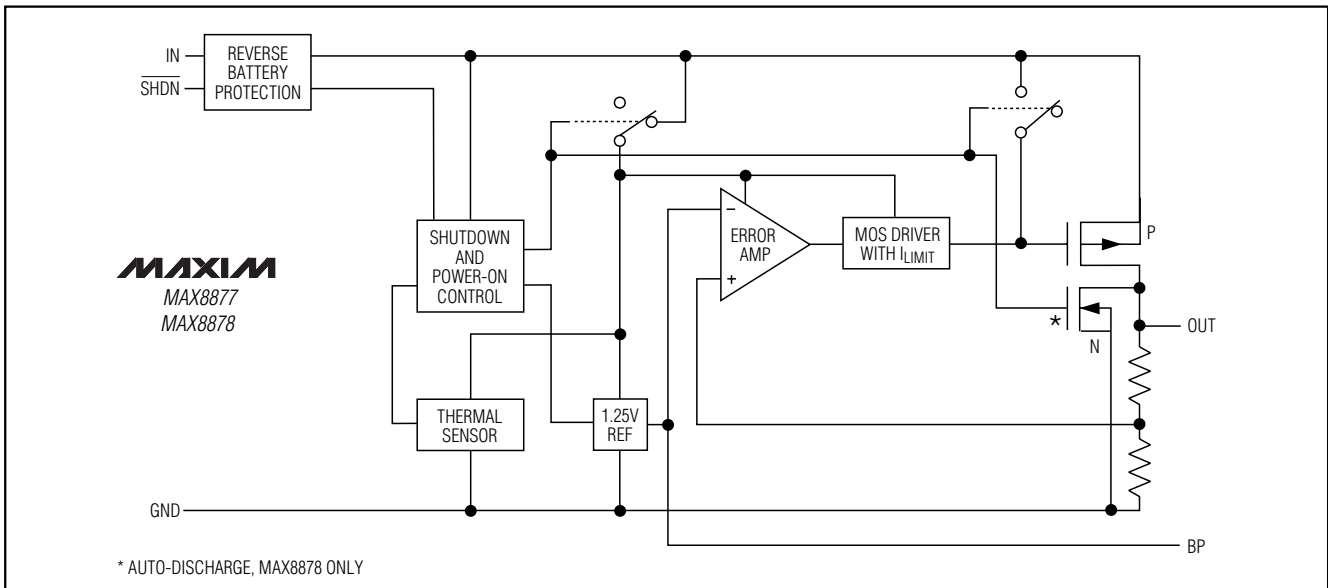 IN
SHDN
REVERSE
BATTERY
PROTECTION
SHUTDOWN
AND
POWER-ON
CONTROL
ERROR
AMP
−
+
MOS DRIVER
WITH ILIMIT
P
MAXIM
MAX8877
MAX8878
*
N
OUT
THERMAL
SENSOR
1.25V
REF
GND
BP
* AUTO-DISCHARGE, MAX8878 ONLY